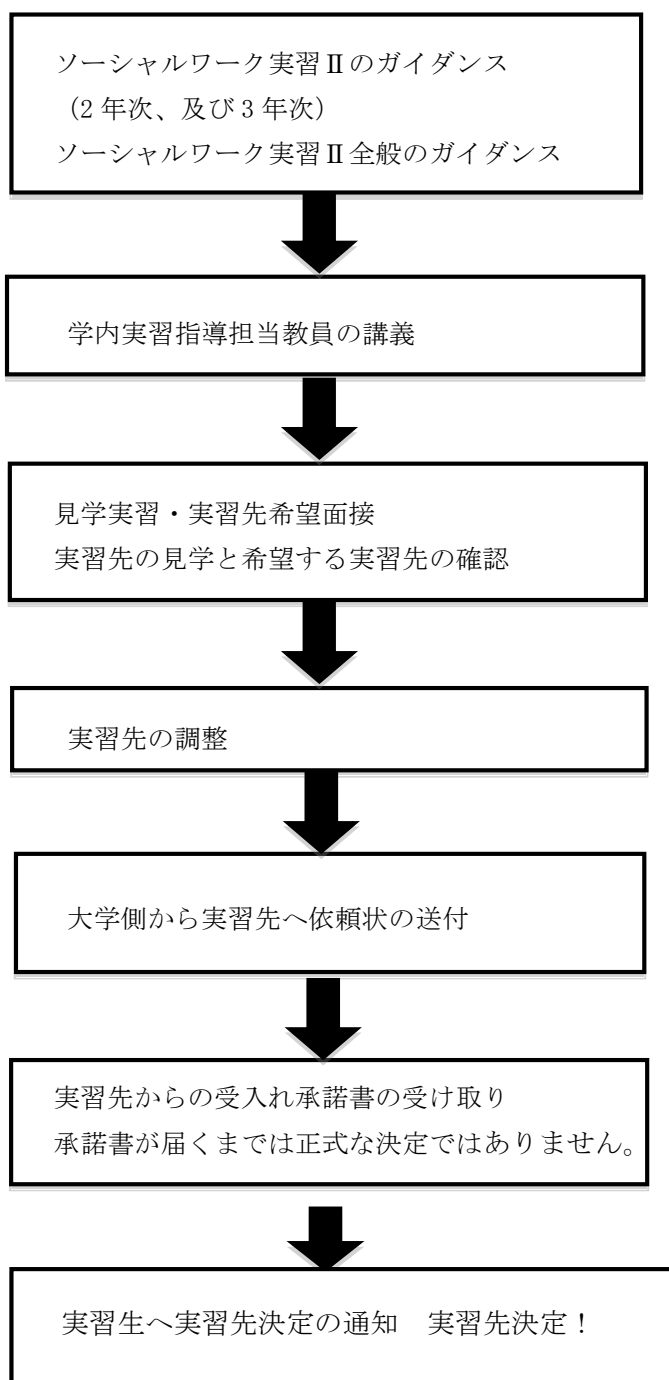 ソーシャルワーク実習Ⅱのガイダンス
（2 年次、及び 3 年次）
ソーシャルワーク実習Ⅱ全般のガイダンス
学内実習指導担当教員の講義
見学実習・実習先希望面接
実習先の見学と希望する実習先の確認
実習先の調整
大学側から実習先へ依頼状の送付
実習先からの受入れ承諾書の受け取り
承諾書が届くまでは正式な決定ではありません。
実習生へ実習先決定の通知　実習先決定！